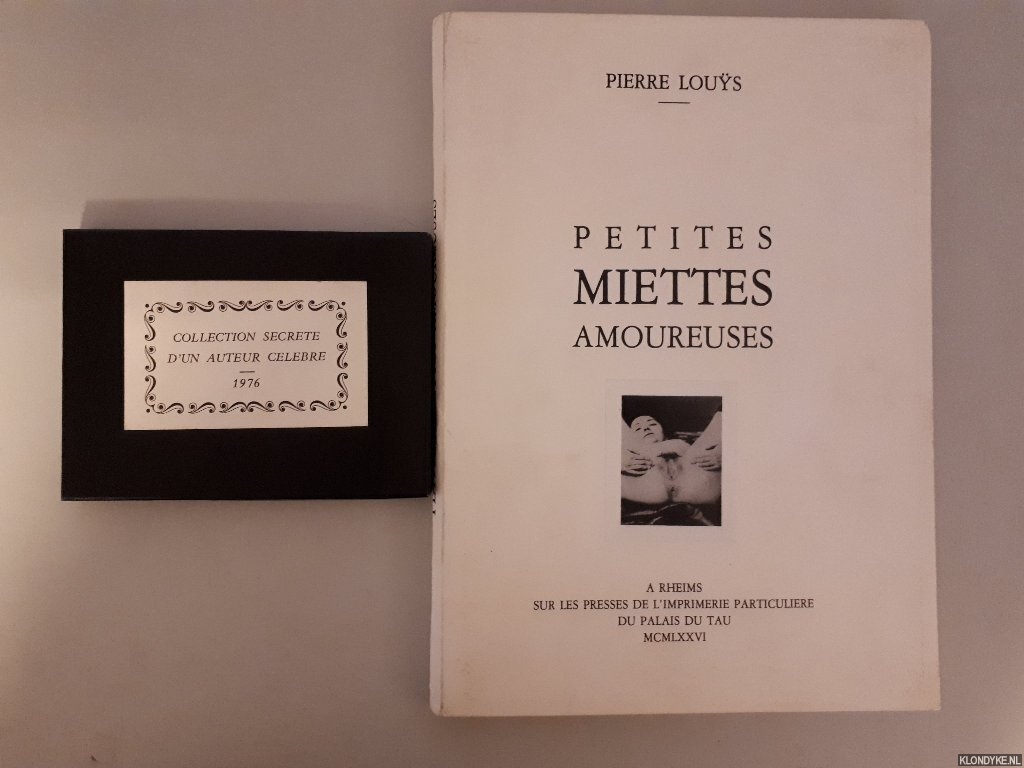 COLLECTION SECRETE
D'UN AUTEUR CELEBRE
1976
PIERRE LOUŸS
PETITES
MIETTES
AMOUREUSES
A RHEIMS
SUR LES PRESSES DE L'IMPRIMERIE PARTICULIERE
DU PALAIS DU TAU
MCMLXXVI
KLONDYKE.NL